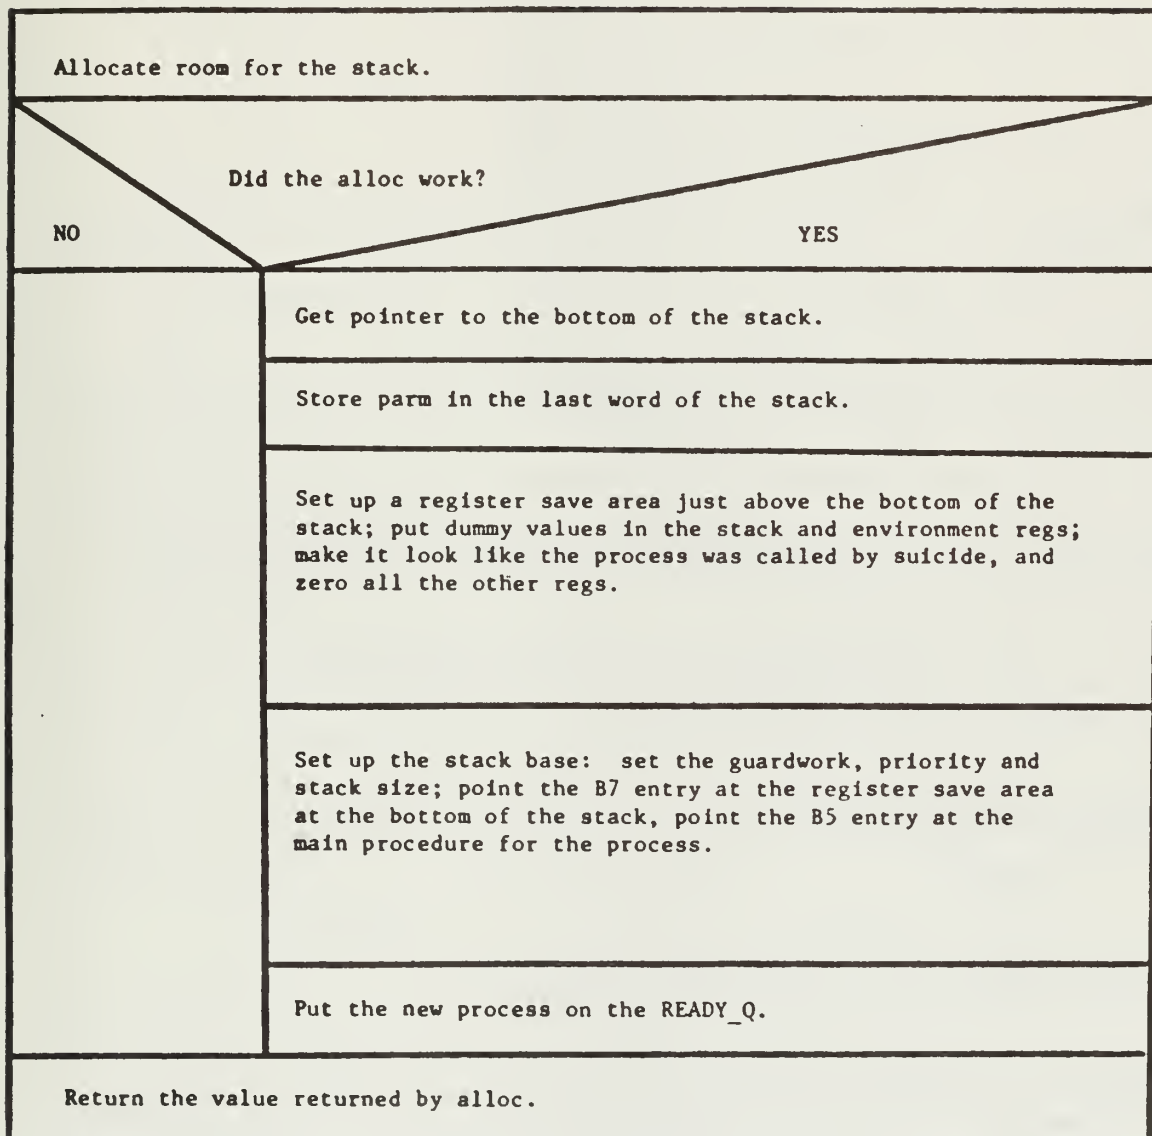 Allocate room for the stack.
Did the alloc work?
NO
YES
Get pointer to the bottom of the stack.
Store parm in the last word of the stack.
Set up a register save area just above the bottom of the
stack; put dummy values in the stack and environment regs;
make it look like the process was called by suicide, and
zero all the other regs.
Set up the stack base:  set the guardwork, priority and
stack size; point the B7 entry at the register save area
at the bottom of the stack, point the B5 entry at the
main procedure for the process.
Put the new process on the READY_Q.
Return the value returned by alloc.